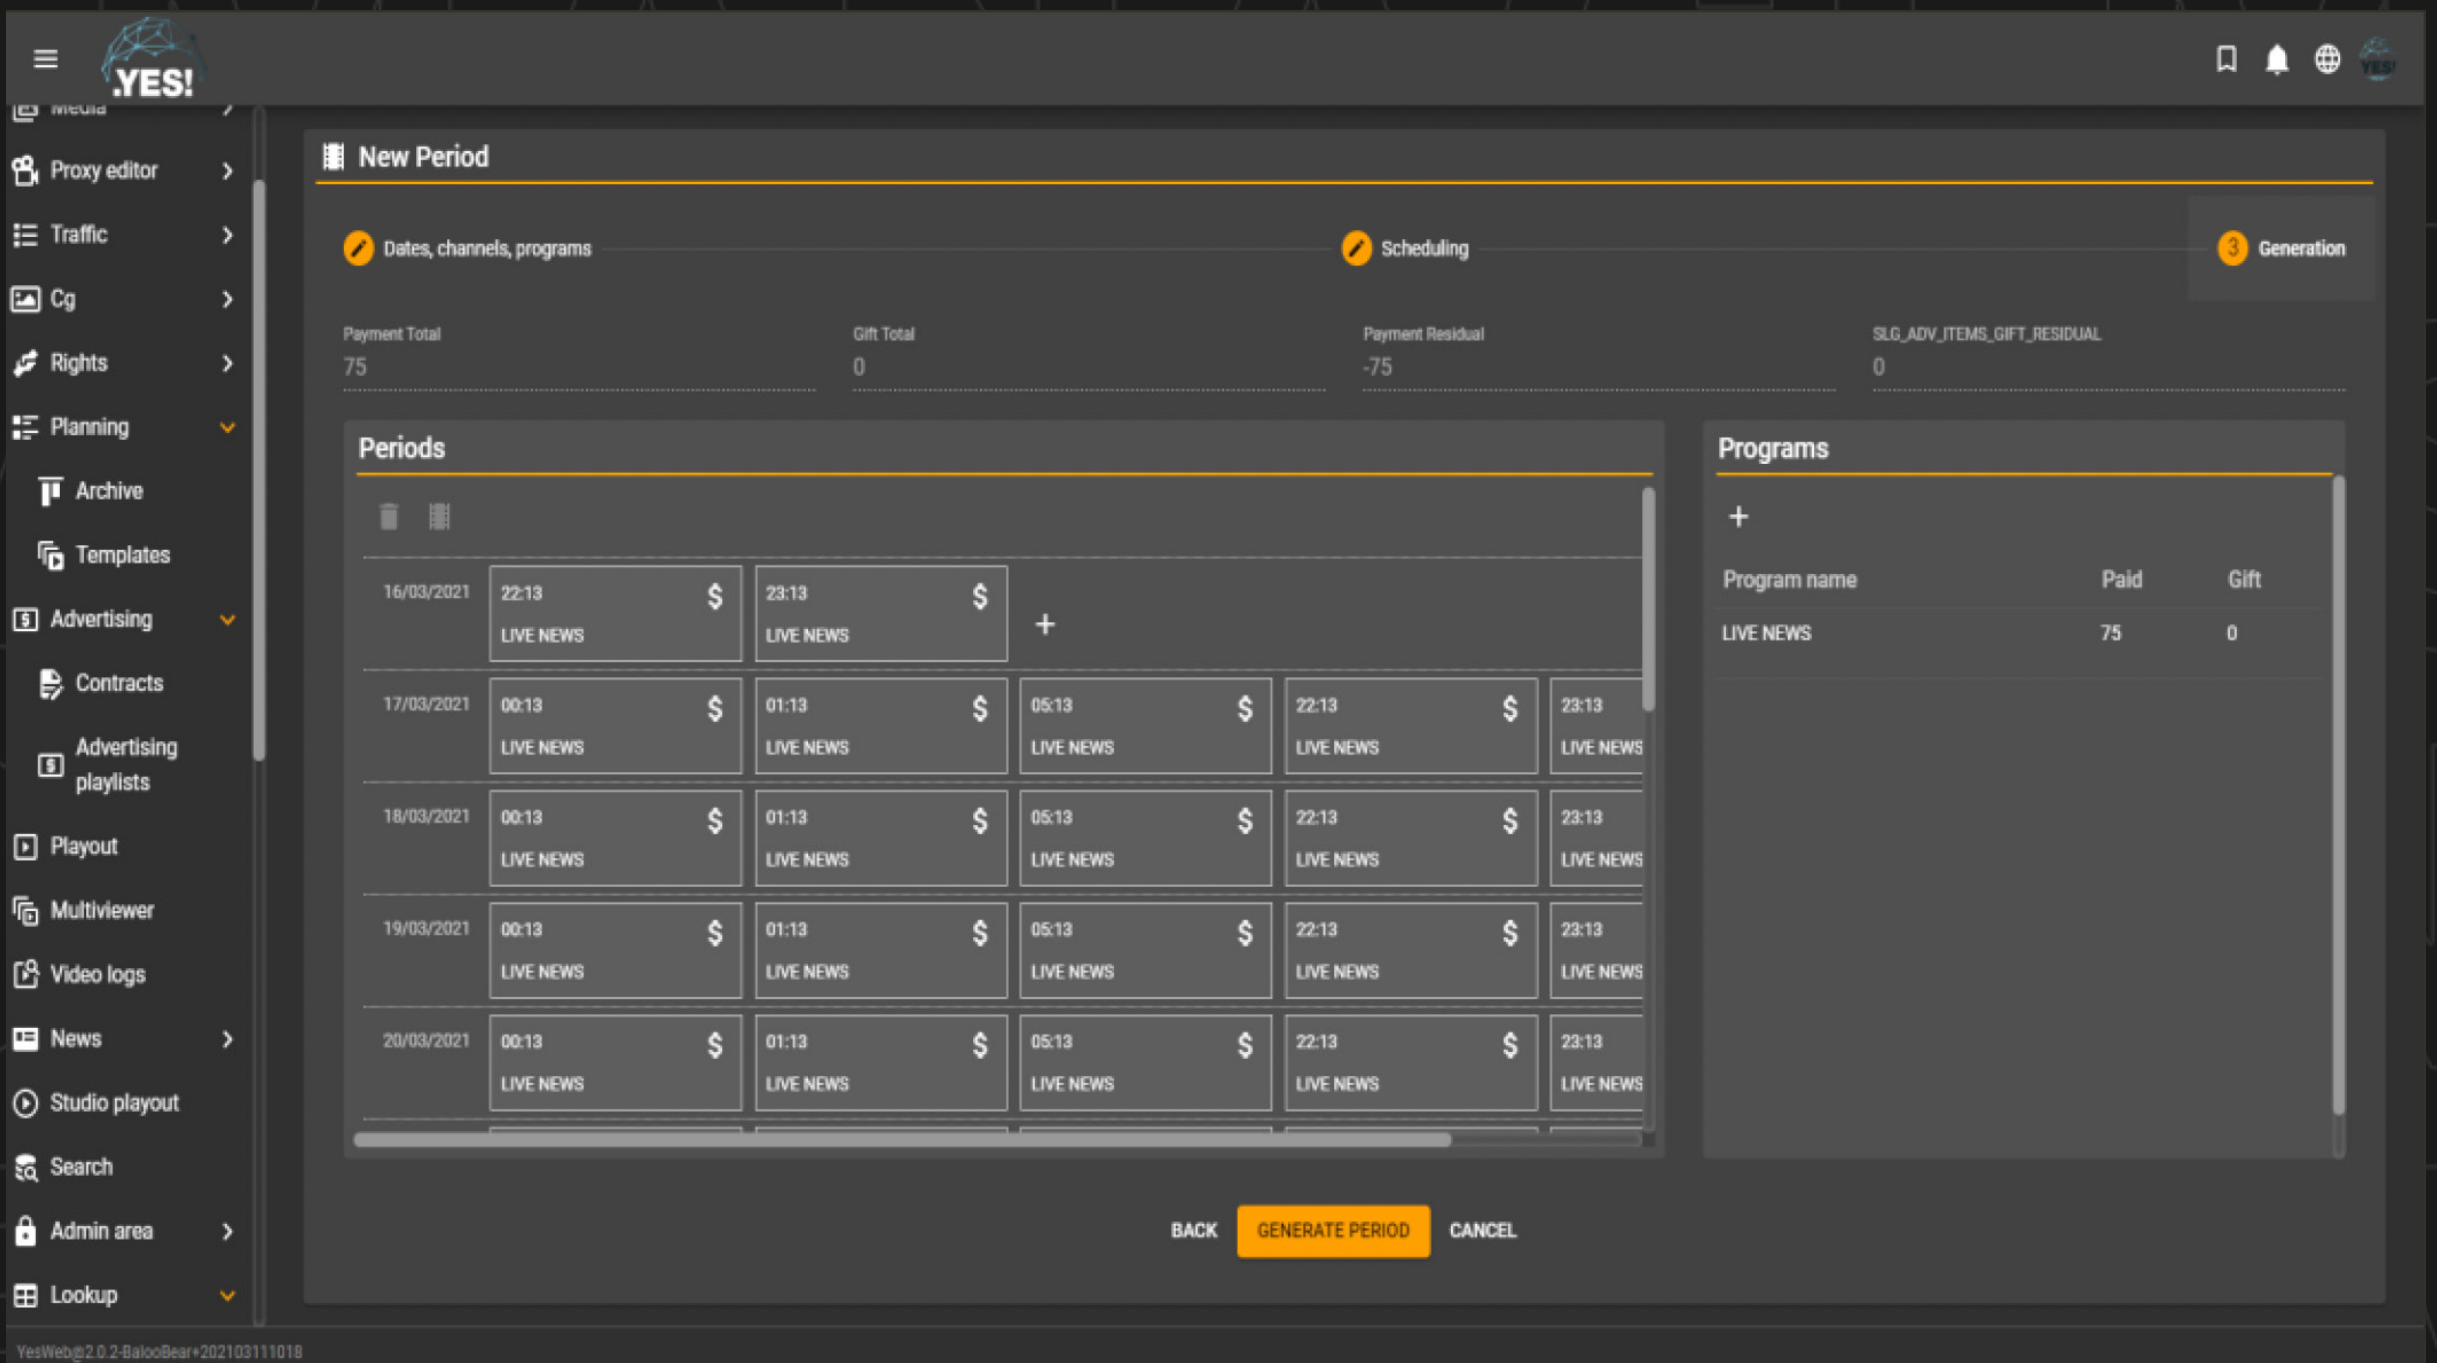 .YES!
YES!
Media
Proxy editor
Traffic
Cg
Rights
Planning
Archive
Templates
Advertising
Contracts
Advertising
playlists
Playout
Multiviewer
Video logs
News
Studio playout
Search
Admin area
Lookup
YesWeb@2.0.2-BalooBear+202103111018
New Period
Dates, channels, programs
Scheduling
3 Generation
Payment Total
75
Gift Total
0
Payment Residual
-75
SLG_ADV_ITEMS_GIFT_RESIDUAL
0
Periods
16/03/2021
22:13 $
LIVE NEWS
23:13 $
LIVE NEWS
+
17/03/2021
00:13 $
LIVE NEWS
01:13 $
LIVE NEWS
05:13 $
LIVE NEWS
22:13 $
LIVE NEWS
23:13
LIVE NEWS
18/03/2021
00:13 $
LIVE NEWS
01:13 $
LIVE NEWS
05:13 $
LIVE NEWS
22:13 $
LIVE NEWS
23:13
LIVE NEWS
19/03/2021
00:13 $
LIVE NEWS
01:13 $
LIVE NEWS
05:13 $
LIVE NEWS
22:13 $
LIVE NEWS
23:13
LIVE NEWS
20/03/2021
00:13 $
LIVE NEWS
01:13 $
LIVE NEWS
05:13 $
LIVE NEWS
22:13 $
LIVE NEWS
23:13
LIVE NEWS
Programs
+
Program name Paid Gift
LIVE NEWS 75 0
BACK GENERATE PERIOD CANCEL